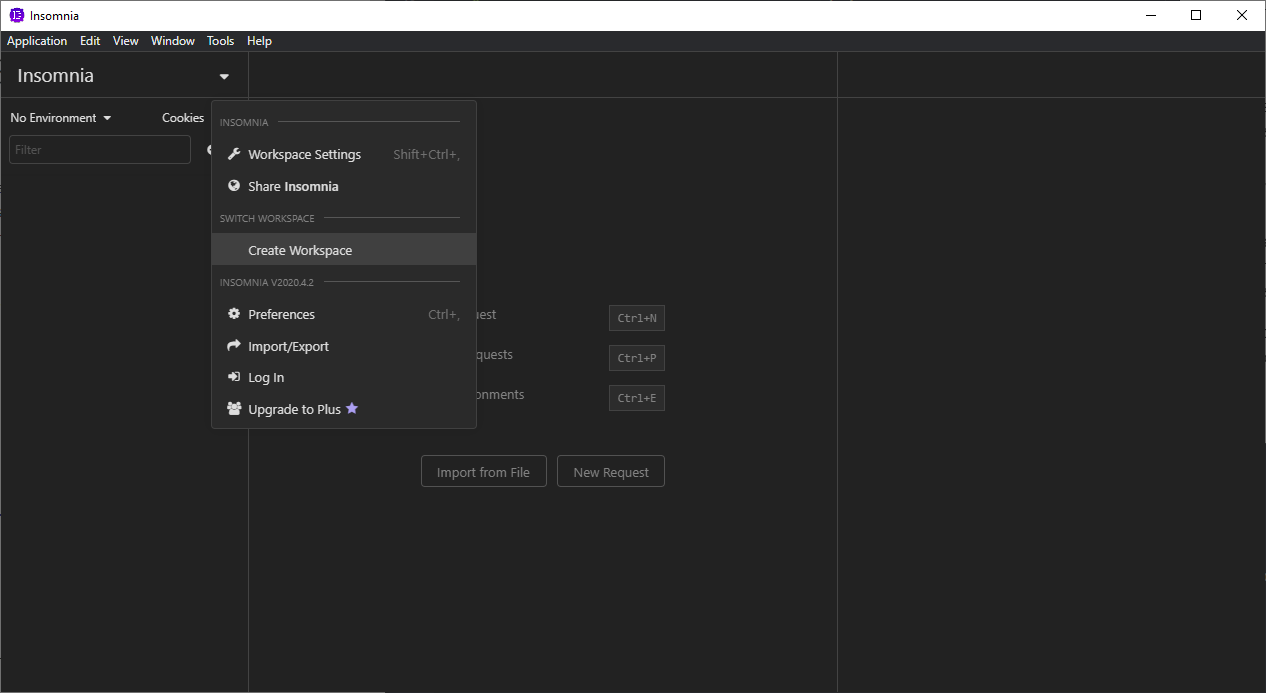 Insomnia
Application Edit View Window Tools Help
Insomnia
No Environment Cookies
Filter
INSOMNIA
Workspace Settings Shift+Ctrl+,
Share Insomnia
SWITCH WORKSPACE
Create Workspace
INSOMNIA V2020.4.2
Preferences Ctrl+,
Import/Export
Log In
Upgrade to Plus
uest Ctrl+N
quests Ctrl+P
onments Ctrl+E
Import from File New Request